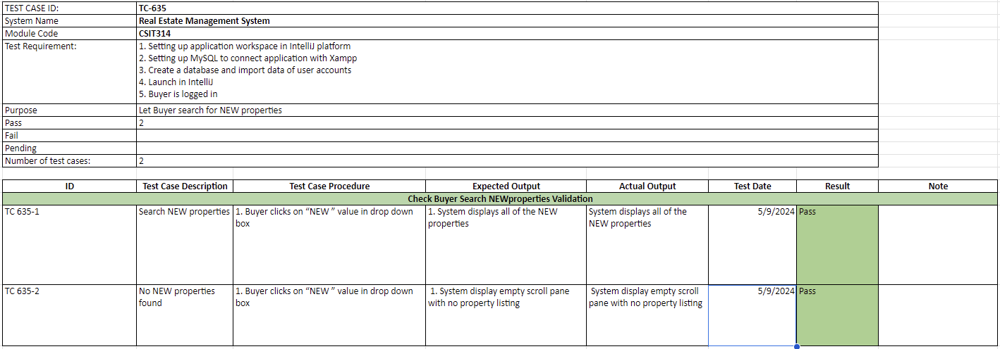 TEST CASE ID: TC-635
System Name Real Estate Management System
Module Code CSIT314
Test Requirement: 1. Setting up application workspace in IntelliJ platform
2. Setting up MySQL to connect application with Xampp
3. Create a database and import data of user accounts
4. Launch in IntelliJ
5. Buyer is logged in
Purpose Let Buyer search for NEW properties
Pass 2
Fail
Pending
Number of test cases: 2
ID Test Case Description Test Case Procedure Expected Output Actual Output Test Date Result Note
Check Buyer Search NEWproperties Validation
TC 635-1 Search NEW properties 1. Buyer clicks on “NEW ” value in drop down 1. System displays all of the NEW System displays all of the 5/9/2024 Pass
box properties NEW properties
TC 635-2 No NEW properties 1. Buyer clicks on “NEW ” value in drop down 1. System display empty scroll pane System display empty scroll 5/9/2024 Pass
found box with no property listing pane with no property listing